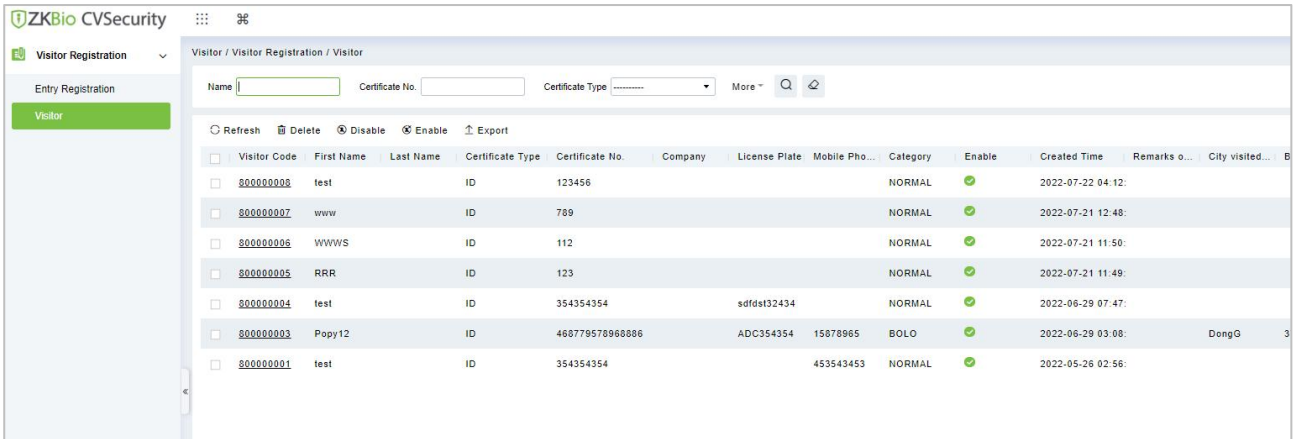 ZKBio CVSecurity
Visitor Registration
Entry Registration
Visitor
Visitor / Visitor Registration / Visitor
Name Certificate No. Certificate Type ---------- More
Refresh Delete Disable Enable Export
Visitor Code First Name Last Name Certificate Type Certificate No. Company License Plate Mobile Pho... Category Enable Created Time Remarks o... City visited... B
800000008 test ID 123456 NORMAL 2022-07-22 04:12:
800000007 www ID 789 NORMAL 2022-07-21 12:48:
800000006 WWWS ID 112 NORMAL 2022-07-21 11:50:
800000005 RRR ID 123 NORMAL 2022-07-21 11:49:
800000004 test ID 354354354 sdfdst32434 NORMAL 2022-06-29 07:47:
800000003 Popy12 ID 468779578968886 ADC354354 15878965 BOLO 2022-06-29 03:08: DongG 3
800000001 test ID 354354354 453543453 NORMAL 2022-05-26 02:56: